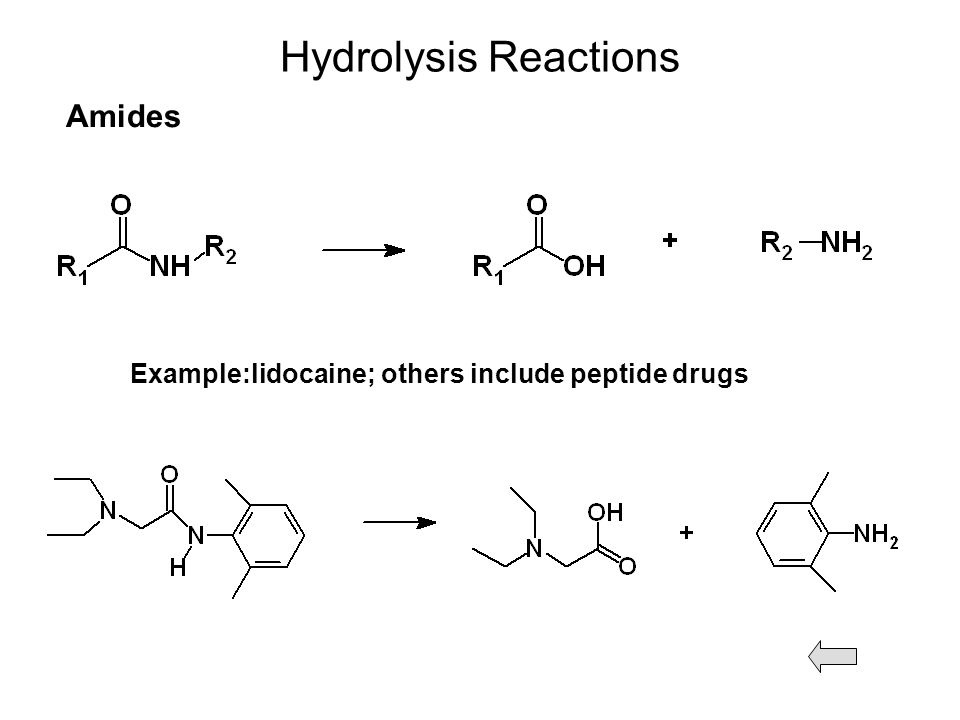 Hydrolysis Reactions
Amides
O
R1
NH
R2
O
R1
OH
+
R2
NH2
Example:lidocaine; others include peptide drugs
O
N
N
H
N
OH
O
+
NH2